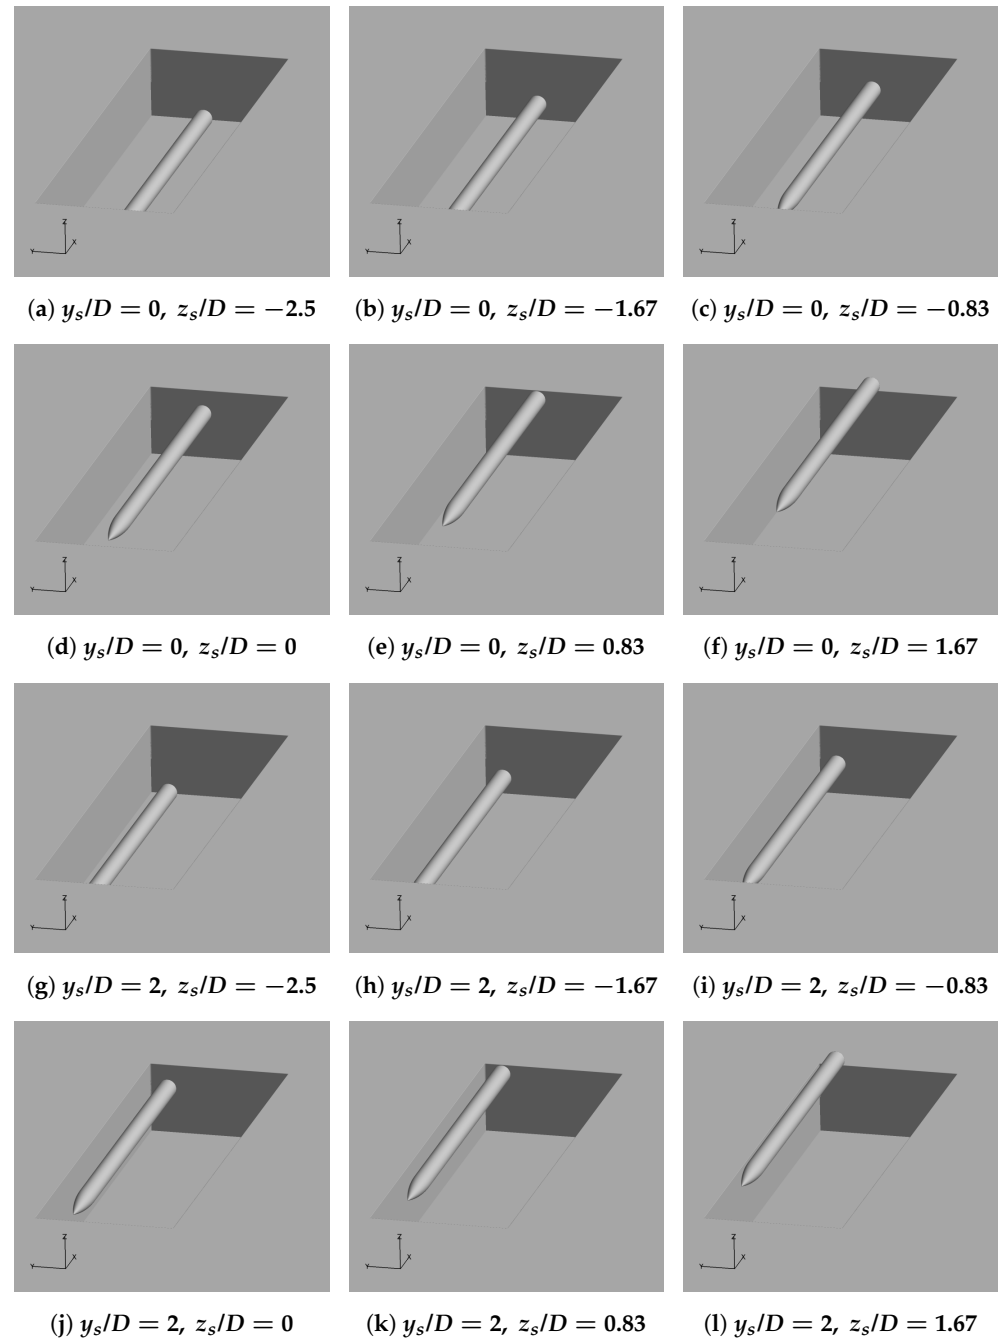 Z
Y X
Z
Y X
Z
Y X
(a) y_s/D = 0, z_s/D = −2.5
(b) y_s/D = 0, z_s/D = −1.67
(c) y_s/D = 0, z_s/D = −0.83
Z
Y X
Z
Y X
Z
Y X
(d) y_s/D = 0, z_s/D = 0
(e) y_s/D = 0, z_s/D = 0.83
(f) y_s/D = 0, z_s/D = 1.67
Z
Y X
Z
Y X
Z
Y X
(g) y_s/D = 2, z_s/D = −2.5
(h) y_s/D = 2, z_s/D = −1.67
(i) y_s/D = 2, z_s/D = −0.83
Z
Y X
Z
Y X
Z
Y X
(j) y_s/D = 2, z_s/D = 0
(k) y_s/D = 2, z_s/D = 0.83
(l) y_s/D = 2, z_s/D = 1.67